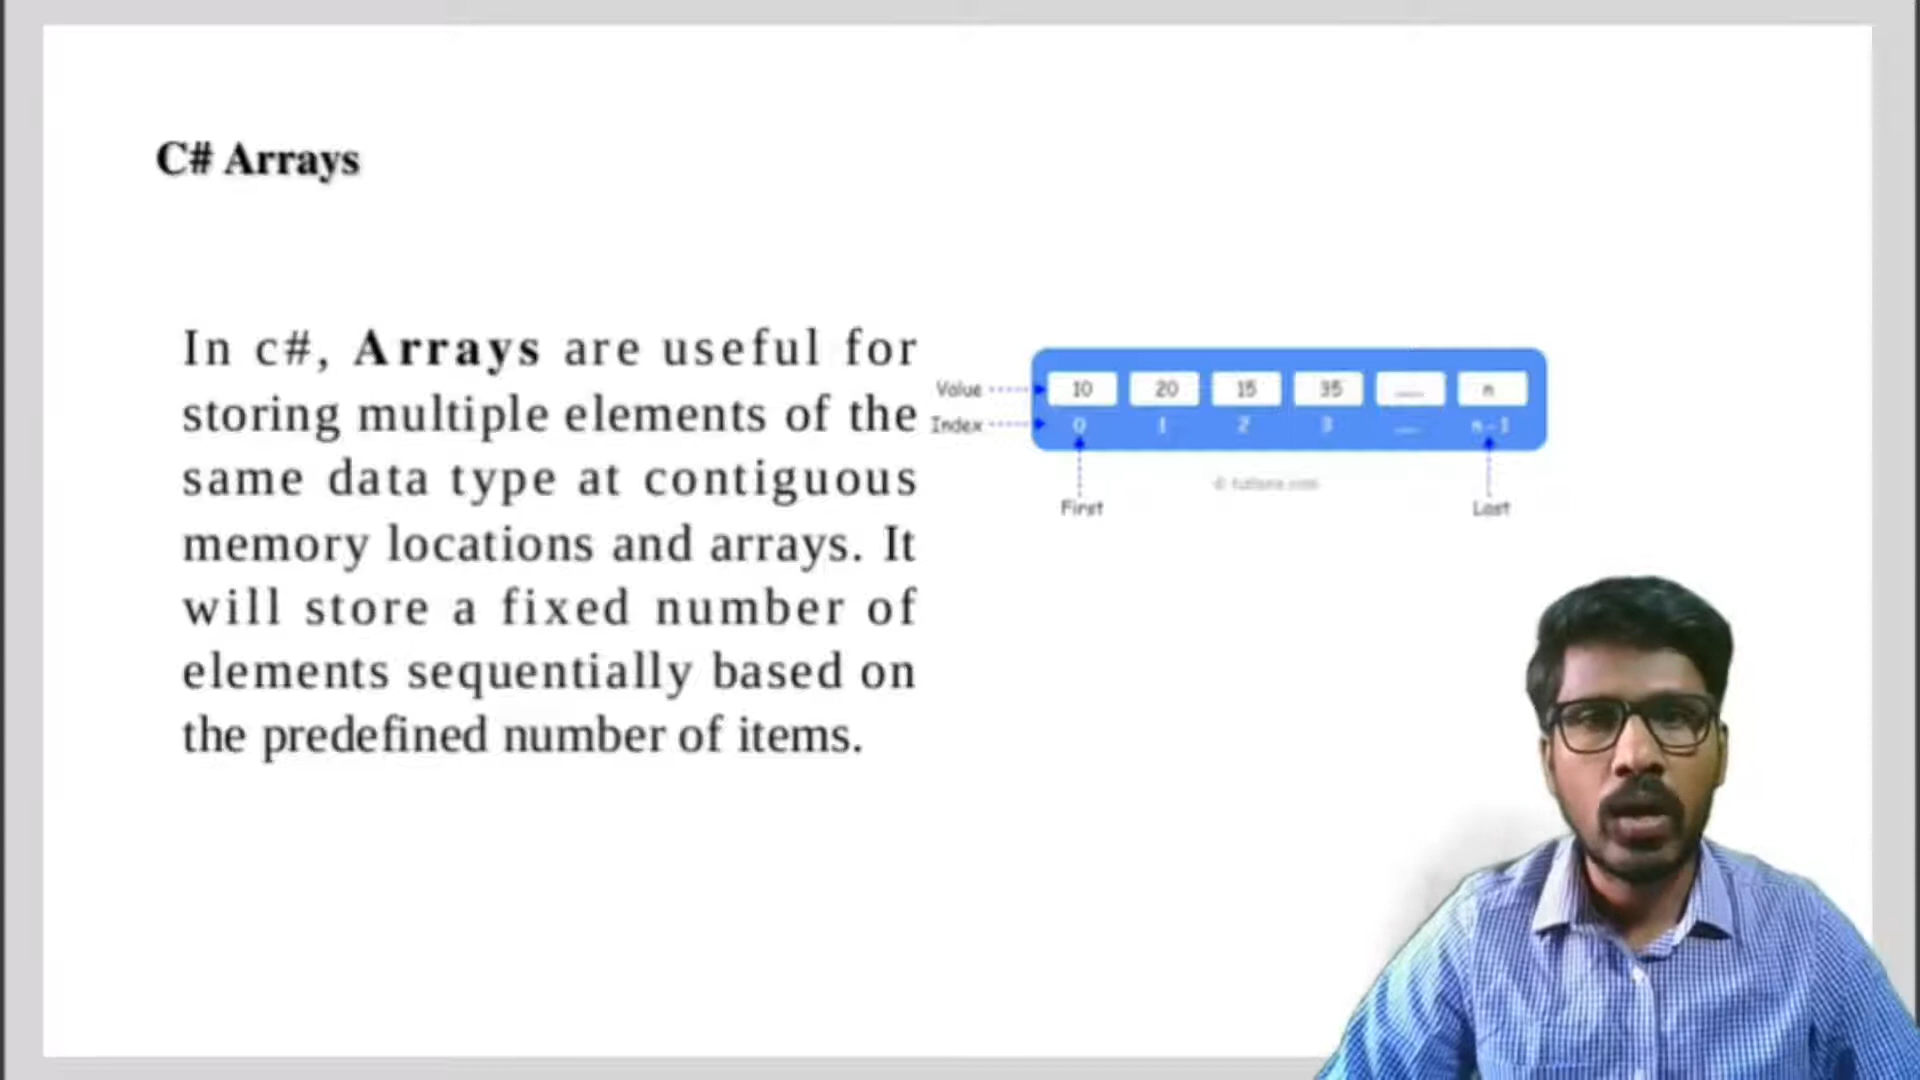 C# Arrays
In c#, Arrays are useful for
storing multiple elements of the
same data type at contiguous
memory locations and arrays. It
will store a fixed number of
elements sequentially based on
the predefined number of items.
Value 10 20 15 35 ...... n
Index 0 1 2 3 ...... n-1
First Last